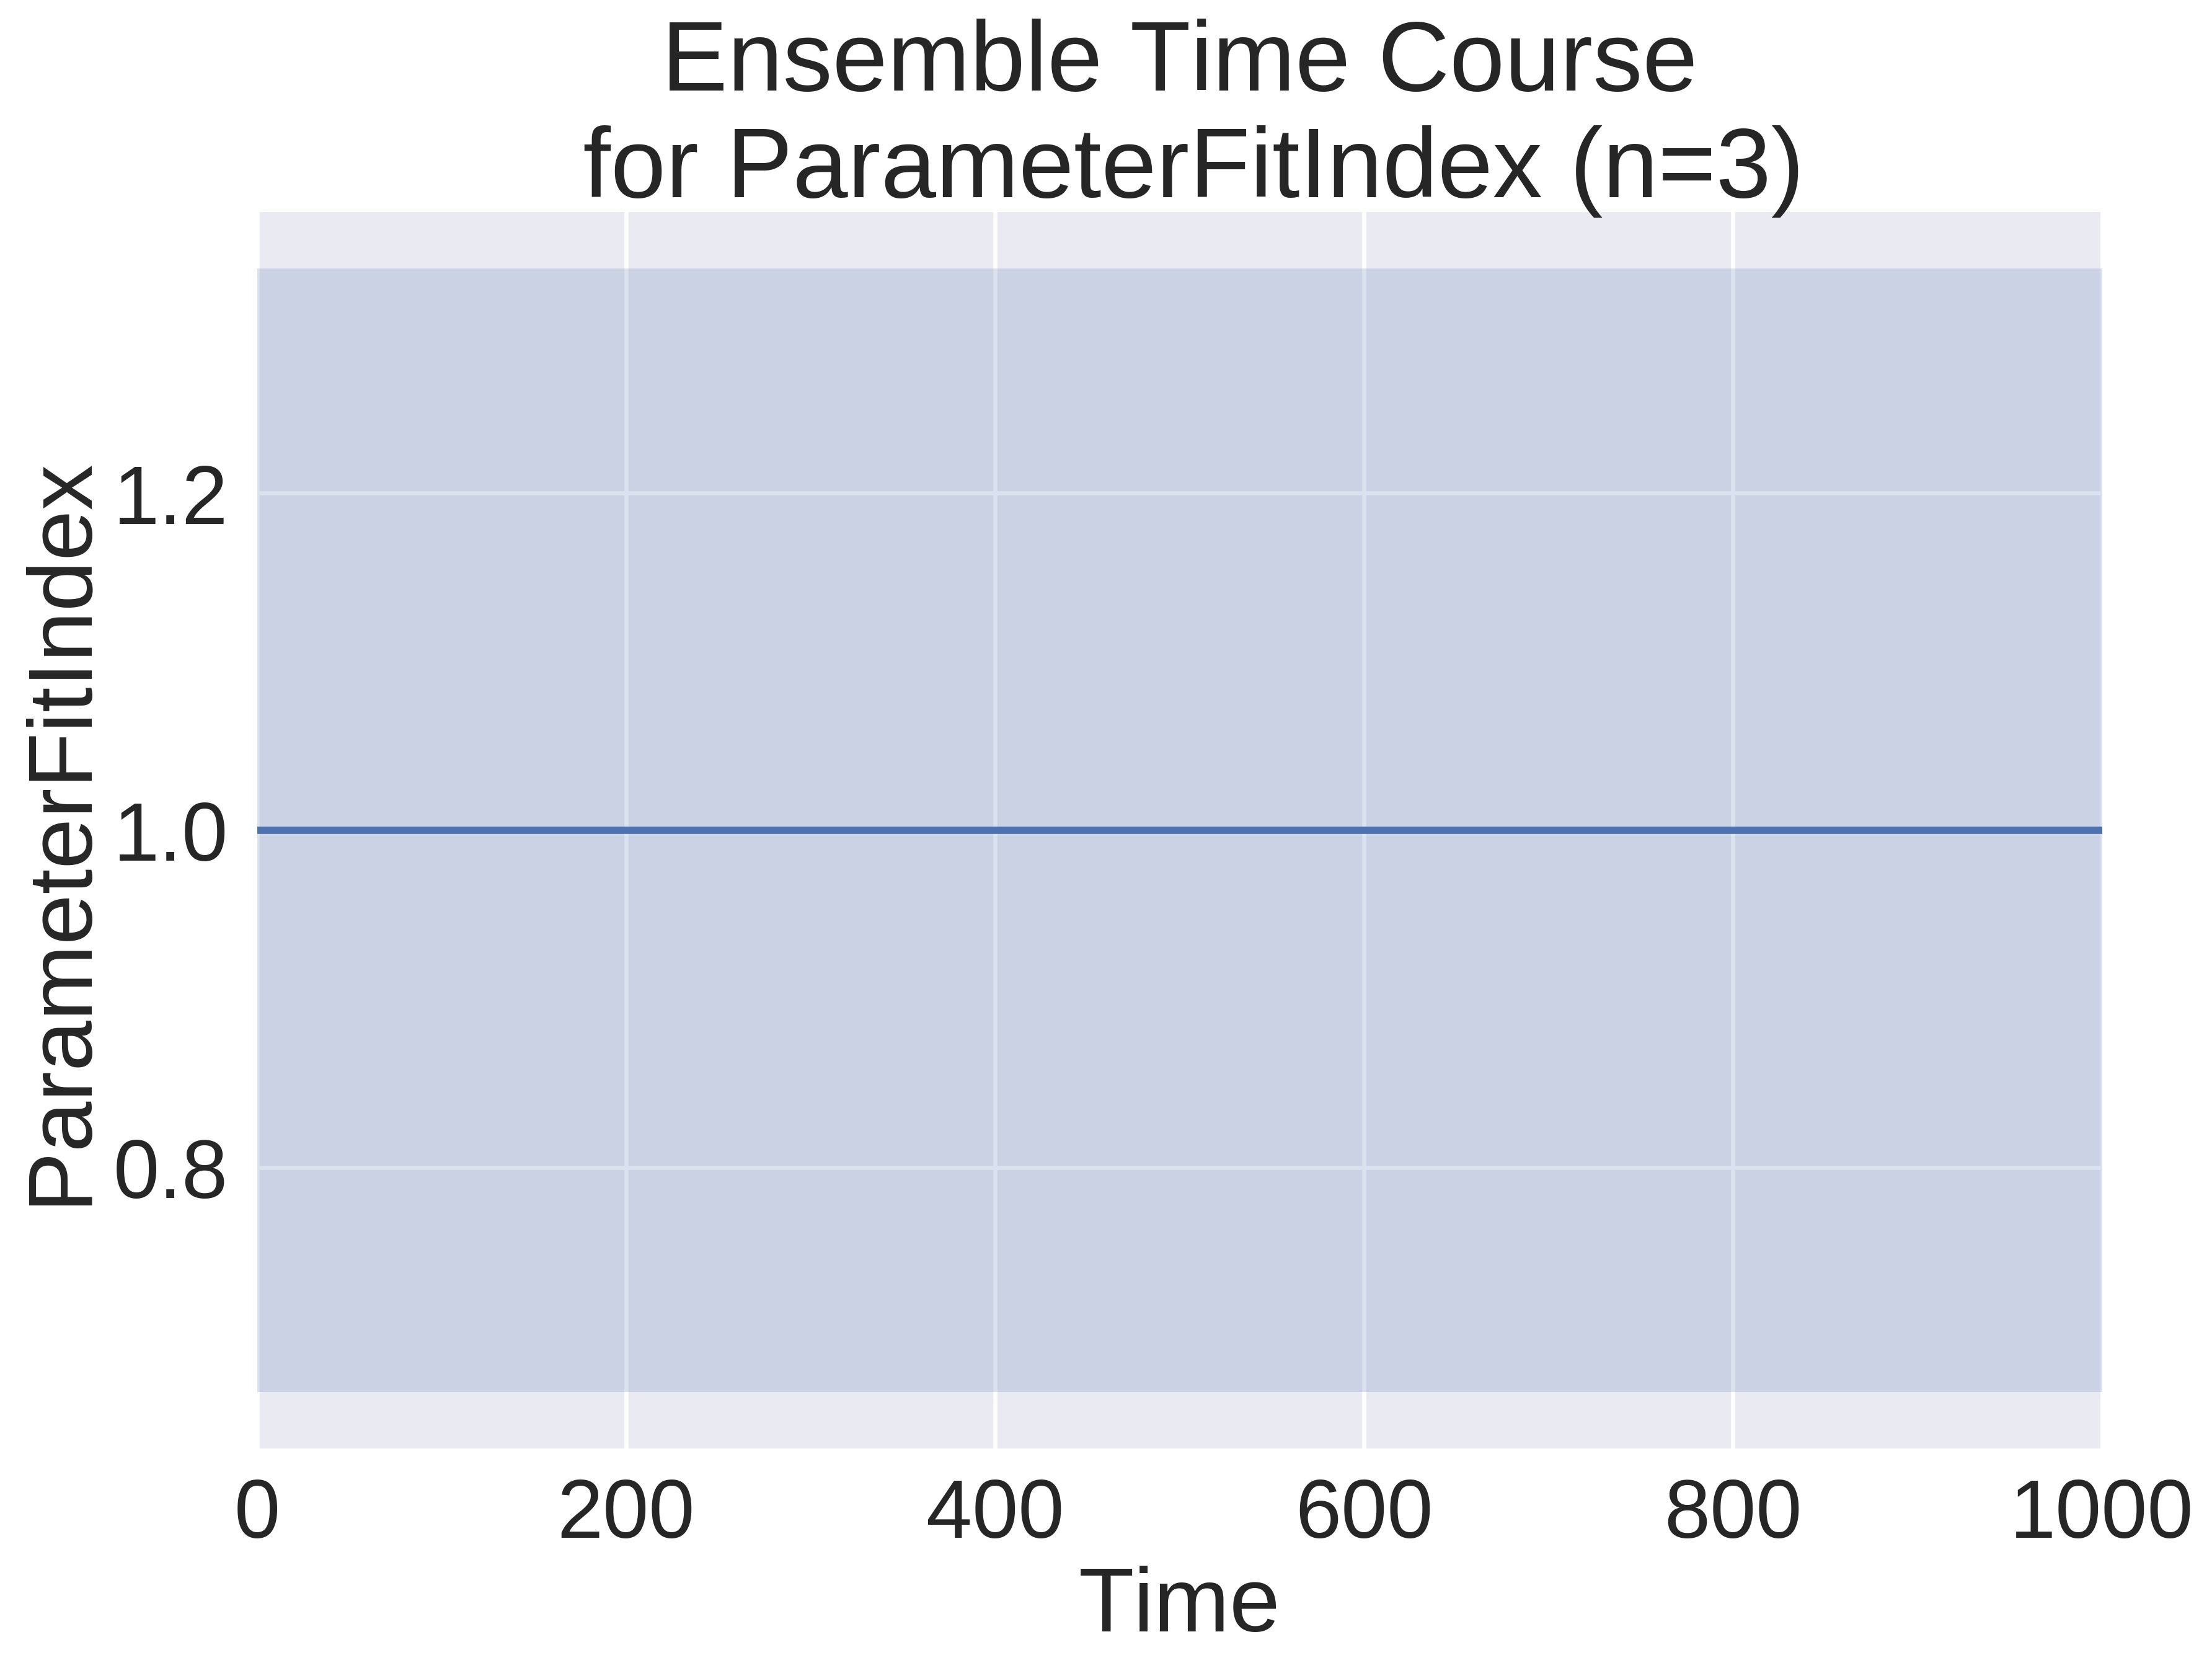 Ensemble Time Course
for ParameterFitIndex (n=3)
ParameterFitIndex
1.2
1.0
0.8
0 200 400 600 800 1000
Time